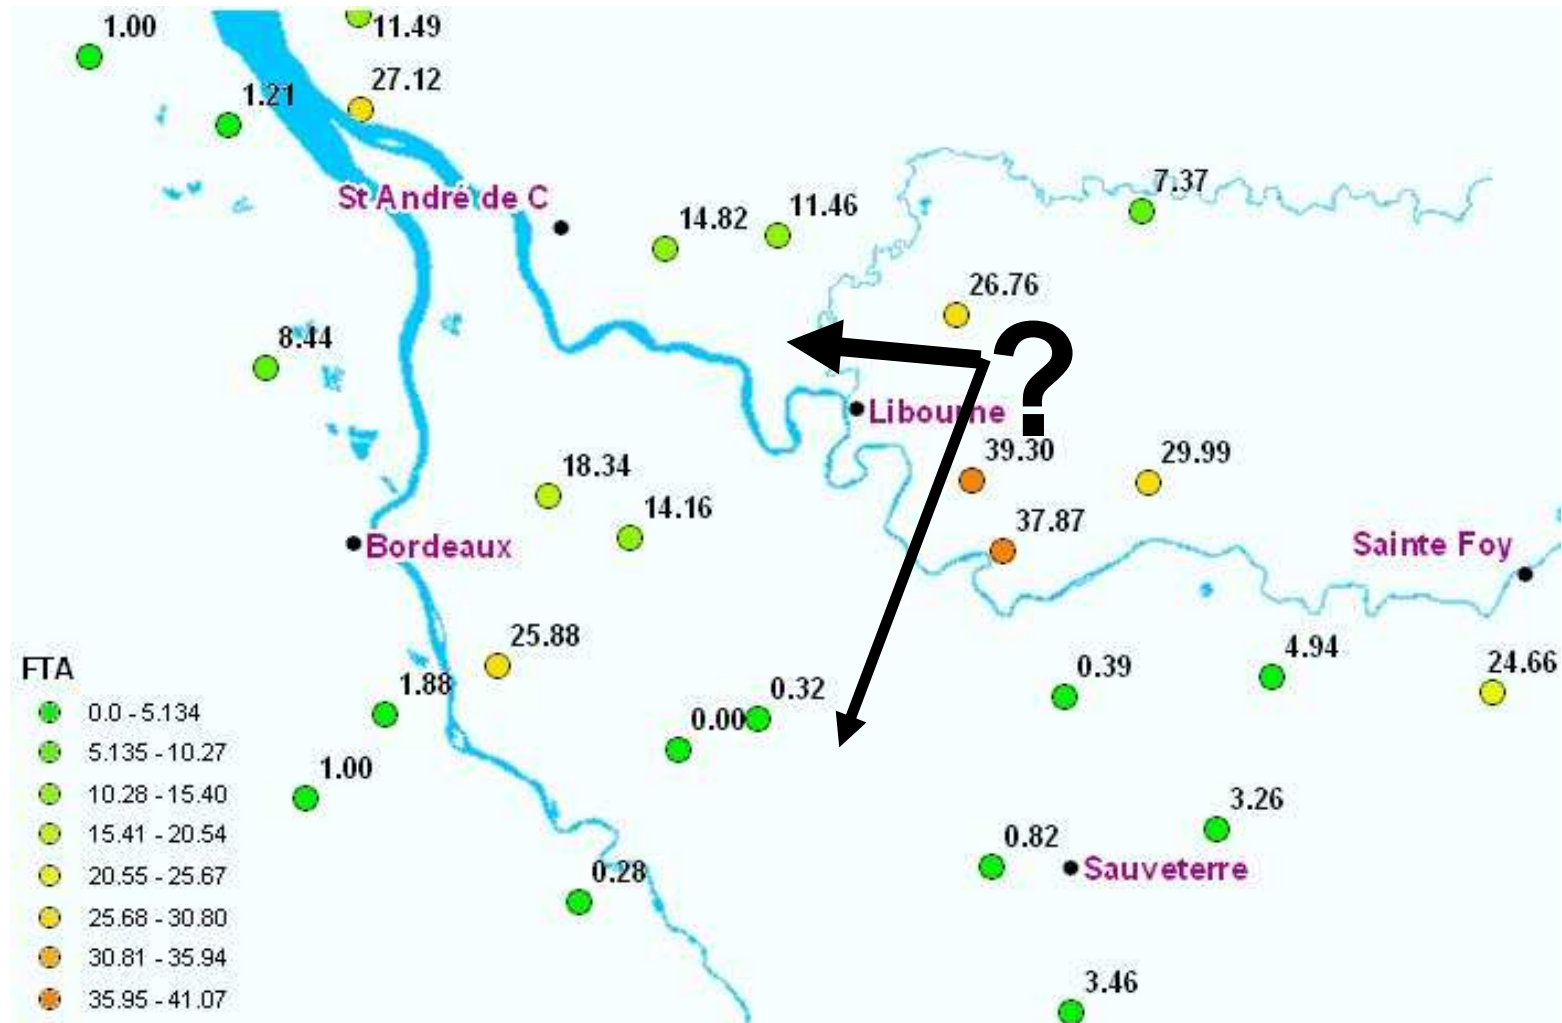 1.00
11.49
27.12
1.21
St André de C
7.37
14.82
11.46
26.76
8.44
?
Libourne
39.30
29.99
18.34
14.16
37.87
Bordeaux
Sainte Foy
25.88
1.88
0.32
0.00
0.39
4.94
24.66
1.00
3.26
0.82
Sauveterre
0.28
3.46
FTA
0.0 - 5.134
5.135 - 10.27
10.28 - 15.40
15.41 - 20.54
20.55 - 25.67
25.68 - 30.80
30.81 - 35.94
35.95 - 41.07